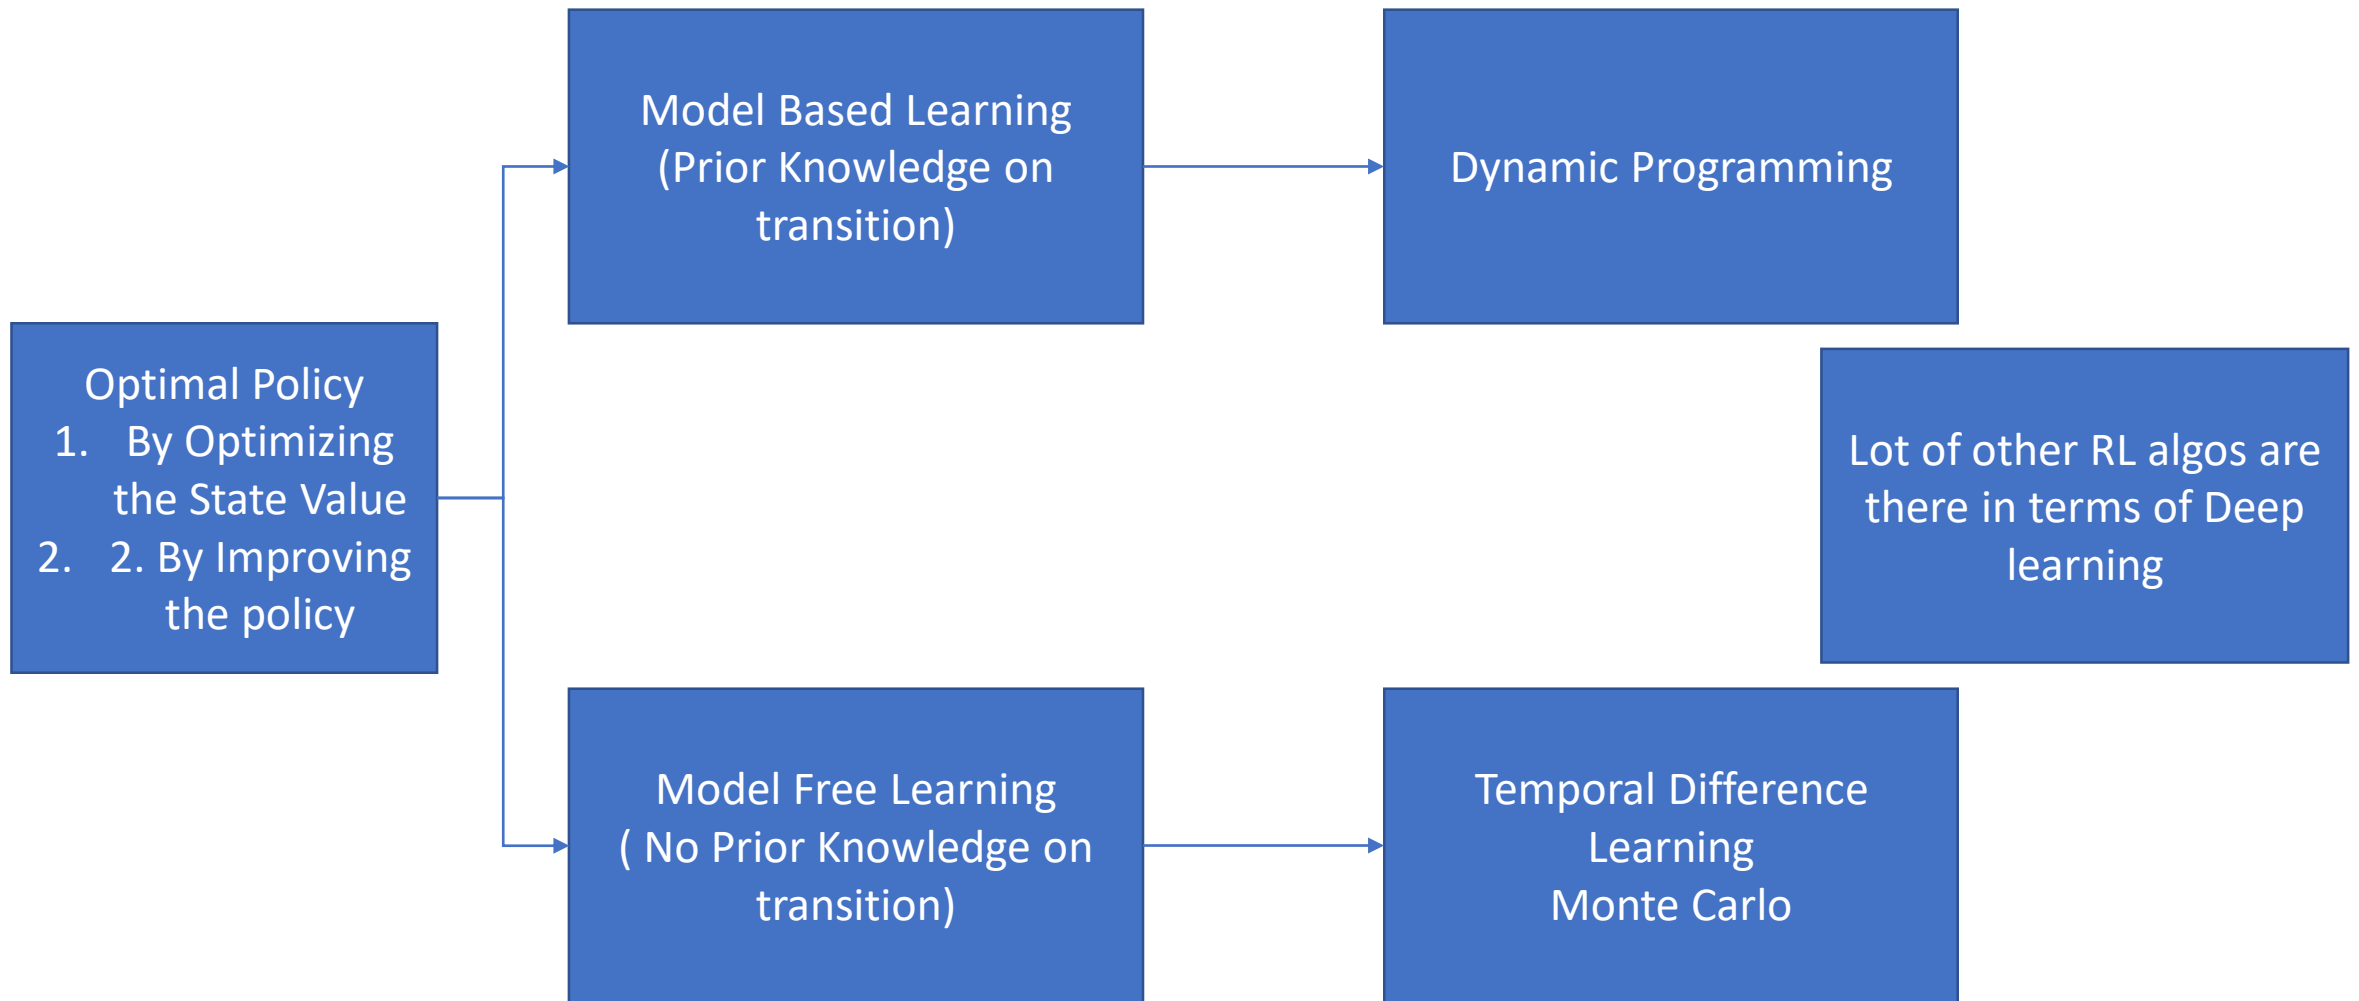 Optimal Policy
1. By Optimizing
the State Value
2. 2. By Improving
the policy
Model Based Learning
(Prior Knowledge on
transition)
Dynamic Programming
Lot of other RL algos are
there in terms of Deep
learning
Model Free Learning
( No Prior Knowledge on
transition)
Temporal Difference
Learning
Monte Carlo